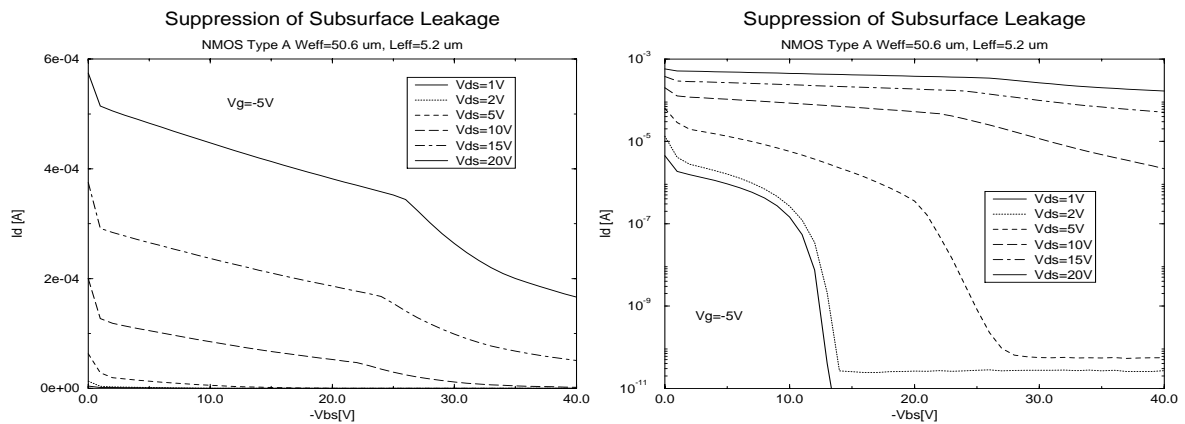 Suppression of Subsurface Leakage
NMOS Type A Weff=50.6 um, Leff=5.2 um
6e-04
4e-04
2e-04
0e+00
Id [A]
Vg=-5V
Vds=1V
Vds=2V
Vds=5V
Vds=10V
Vds=15V
Vds=20V
0.0
10.0
20.0
30.0
40.0
-Vbs[V]
Suppression of Subsurface Leakage
NMOS Type A Weff=50.6 um, Leff=5.2 um
10⁻³
10⁻⁵
10⁻⁷
10⁻⁹
10⁻¹¹
Id [A]
Vds=1V
Vds=2V
Vds=5V
Vds=10V
Vds=15V
Vds=20V
Vg=-5V
0.0
10.0
20.0
30.0
40.0
-Vbs[V]